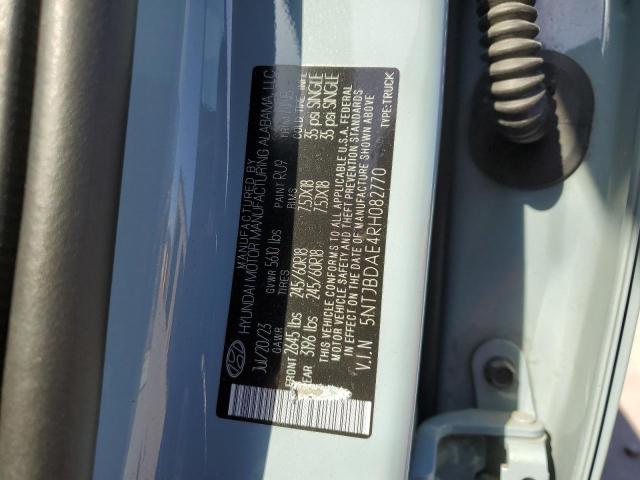 MANUFACTURED BY
HYUNDAI MOTOR MANUFACTURING ALABAMA, LLC
JUL/20/23 GVWR 5610 lbs PAINT RU9
GAWR TIRES RIMS COLD TIRE INFL
FRONT 2645 lbs 245/60R18 7.5JX18 35 psi SINGLE
REAR 3196 lbs 245/60R18 7.5JX18 35 psi SINGLE
THIS VEHICLE CONFORMS TO ALL APPLICABLE U.S.A. FEDERAL
MOTOR VEHICLE SAFETY AND THEFT PREVENTION STANDARDS
IN EFFECT ON THE DATE OF MANUFACTURE SHOWN ABOVE
V.I.N 5NTJBDAE4RH082770 TYPE:TRUCK